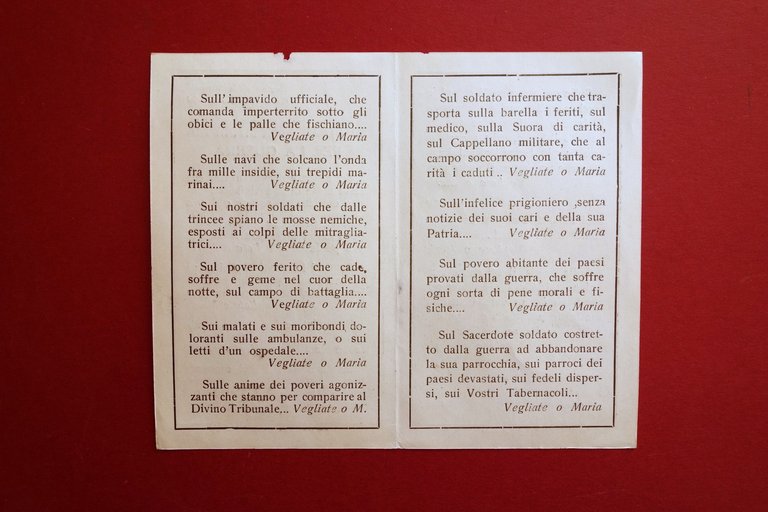 Sull'impavido ufficiale, che
comanda imperterrito sotto gli
obici e le palle che fischiano....
Vegliate o Maria
Sulle navi che solcano l'onda
fra mille insidie, sui trepidi ma-
rinai.... Vegliate o Maria
Sui nostri soldati che dalle
trincee spiano le mosse nemiche,
esposti ai colpi delle mitraglia-
trici.... Vegliate o Maria
Sul povero ferito che cade,
soffre e geme nel cuor della
notte, sul campo di battaglia....
Vegliate o Maria
Sui malati e sui moribondi do-
loranti sulle ambulanze, o sui
letti d'un ospedale....
Vegliate o Maria
Sulle anime dei poveri agoniz-
zanti che stanno per comparire al
Divino Tribunale... Vegliate o M.
Sul soldato infermiere che tra-
sporta sulla barella i feriti, sul
medico, sulla Suora di carità,
sul Cappellano militare, che al
campo soccorrono con tanta ca-
rità i caduti .. Vegliate o Maria
Sull'infelice prigioniero ,senza
notizie dei suoi cari e della sua
Patria.... Vegliate o Maria
Sul povero abitante dei paesi
provati dalla guerra, che soffre
ogni sorta di pene morali e fi-
siche.... Vegliate o Maria
Sul Sacerdote soldato costret-
to dalla guerra ad abbandonare
la sua parrocchia, sui parroci dei
paesi devastati, sui fedeli disper-
si, sui Vostri Tabernacoli...
Vegliate o Maria